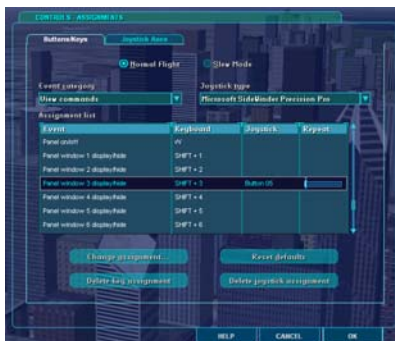 CONTROLS - ASSIGNMENTS
Buttons/Keys Joystick Axes
Normal Flight Slew Mode
Event category Joystick type
View commands Microsoft SideWinder Precision Pro
Assignment list
Event Keyboard Joystick Repeat
Panel on/off W
Panel window 1 display/hide SHIFT + 1
Panel window 2 display/hide SHIFT + 2
Panel window 3 display/hide SHIFT + 3 Button 05
Panel window 4 display/hide SHIFT + 4
Panel window 5 display/hide SHIFT + 5
Panel window 6 display/hide SHIFT + 6
Change assignment... Reset defaults
Delete key assignment Delete joystick assignment
HELP CANCEL OK